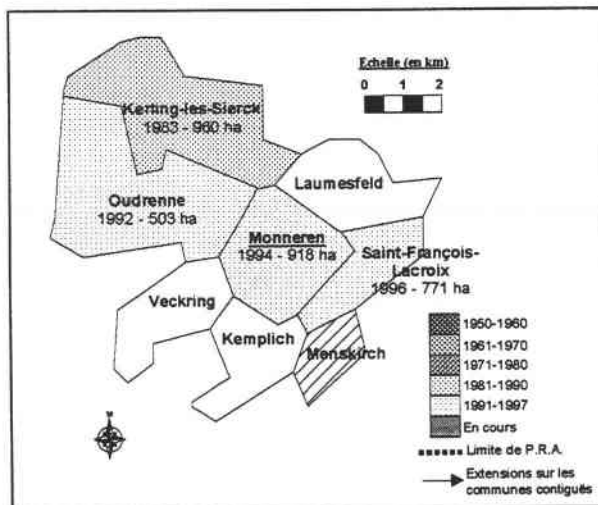 Echelle (en km)
0 1 2
Kerling-les-Sierck
1983 - 960 ha
Laumesfeld
Oudrenne
1992 - 503 ha
Monneren
1994 - 918 ha
Saint-François-
Lacroix
1996 - 771 ha
Veckring
Kemplich
Menskirch
1950-1960
1961-1970
1971-1980
1981-1990
1991-1997
En cours
Limite de P.R.A.
Extensions sur les
communes contiguës
N